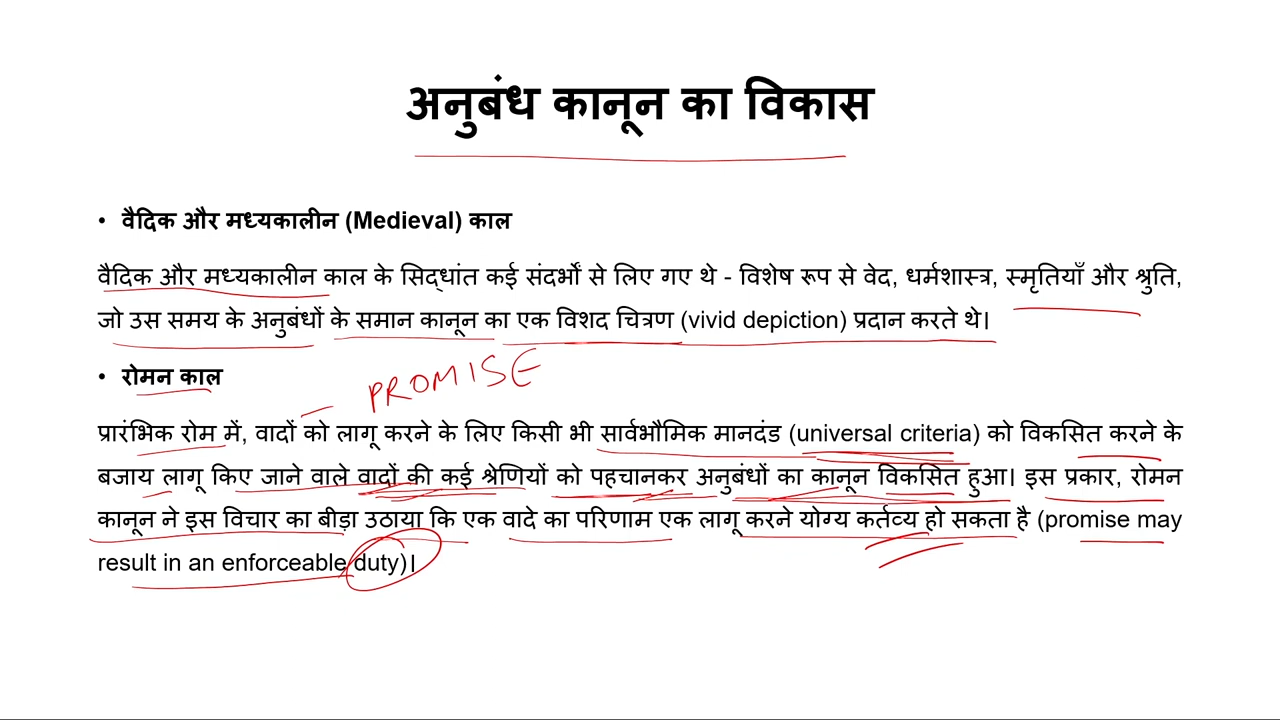 अनुबंध कानून का विकास
• वैदिक और मध्यकालीन (Medieval) काल
वैदिक और मध्यकालीन काल के सिद्धांत कई संदर्भों से लिए गए थे - विशेष रूप से वेद, धर्मशास्त्र, स्मृतियाँ और श्रुति,
जो उस समय के अनुबंधों के समान कानून का एक विशद चित्रण (vivid depiction) प्रदान करते थे।
• रोमन काल
PROMISE
प्रारंभिक रोम में, वादों को लागू करने के लिए किसी भी सार्वभौमिक मानदंड (universal criteria) को विकसित करने के
बजाय लागू किए जाने वाले वादों की कई श्रेणियों को पहचानकर अनुबंधों का कानून विकसित हुआ। इस प्रकार, रोमन
कानून ने इस विचार का बीड़ा उठाया कि एक वादे का परिणाम एक लागू करने योग्य कर्तव्य हो सकता है (promise may
result in an enforceable duty)।